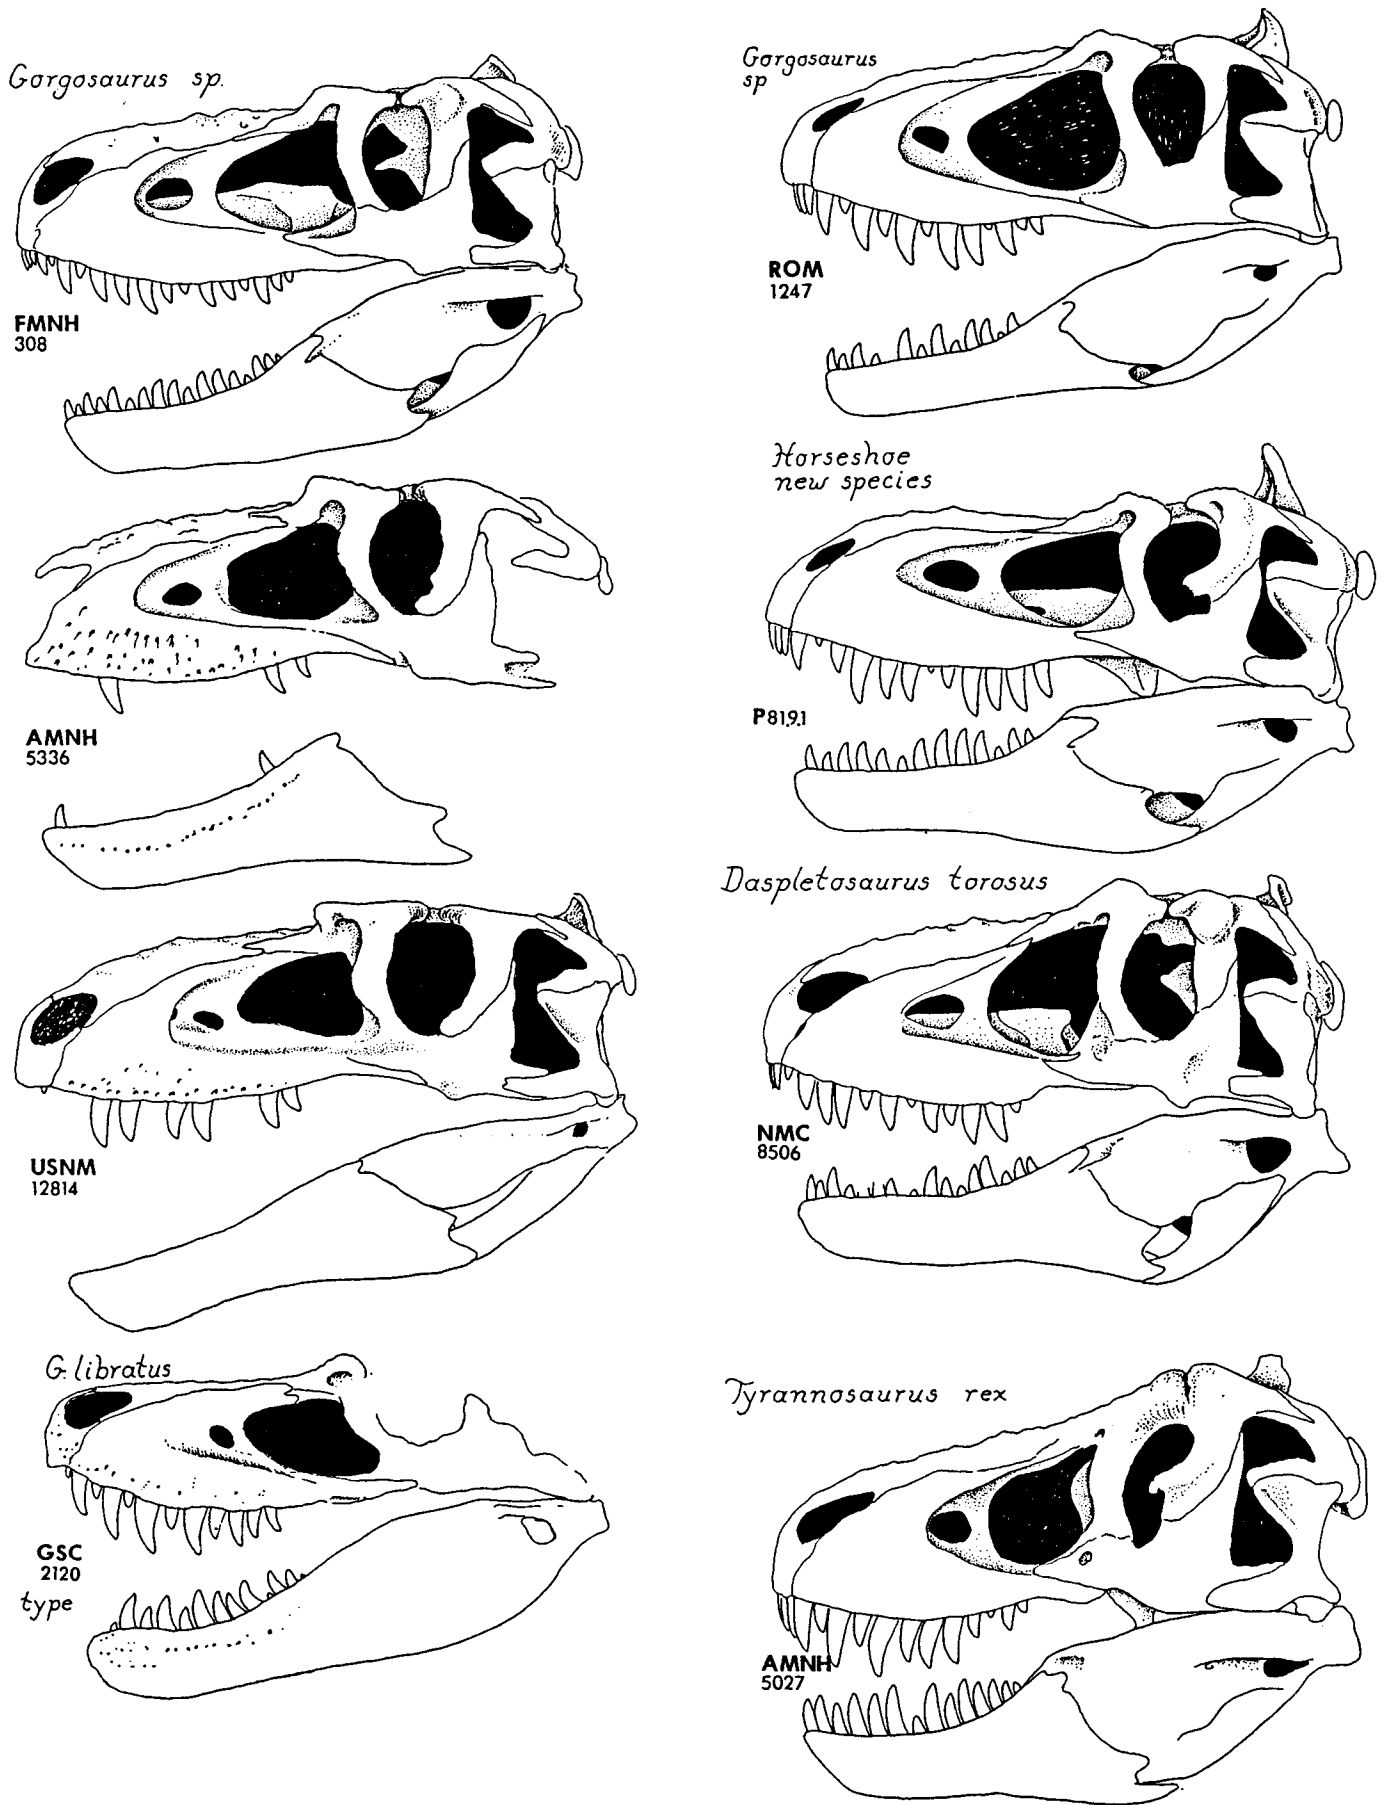 Gorgosaurus sp.
FMNH
308
AMNH
5336
USNM
12814
G. libratus
GSC
2120
type
Gorgosaurus
sp
ROM
1247
Horseshoe
new species
P81.9.1
Daspletosaurus torosus
NMC
8506
Tyrannosaurus rex
AMNH
5027